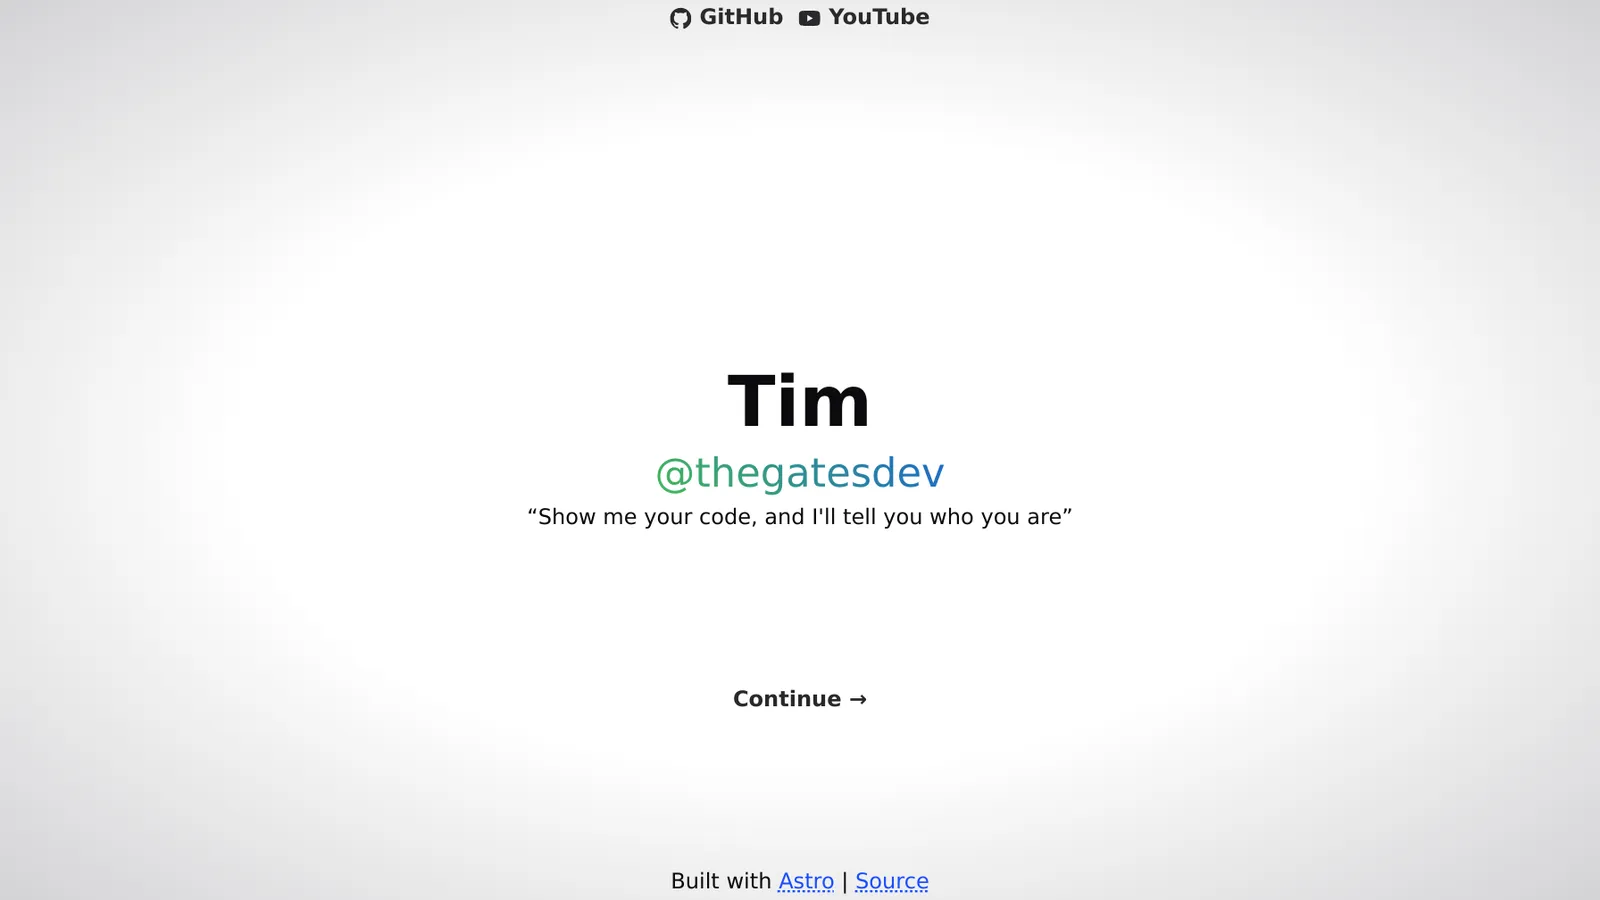 GitHub YouTube
Tim
@thegatesdev
“Show me your code, and I'll tell you who you are”
Continue →
Built with Astro | Source